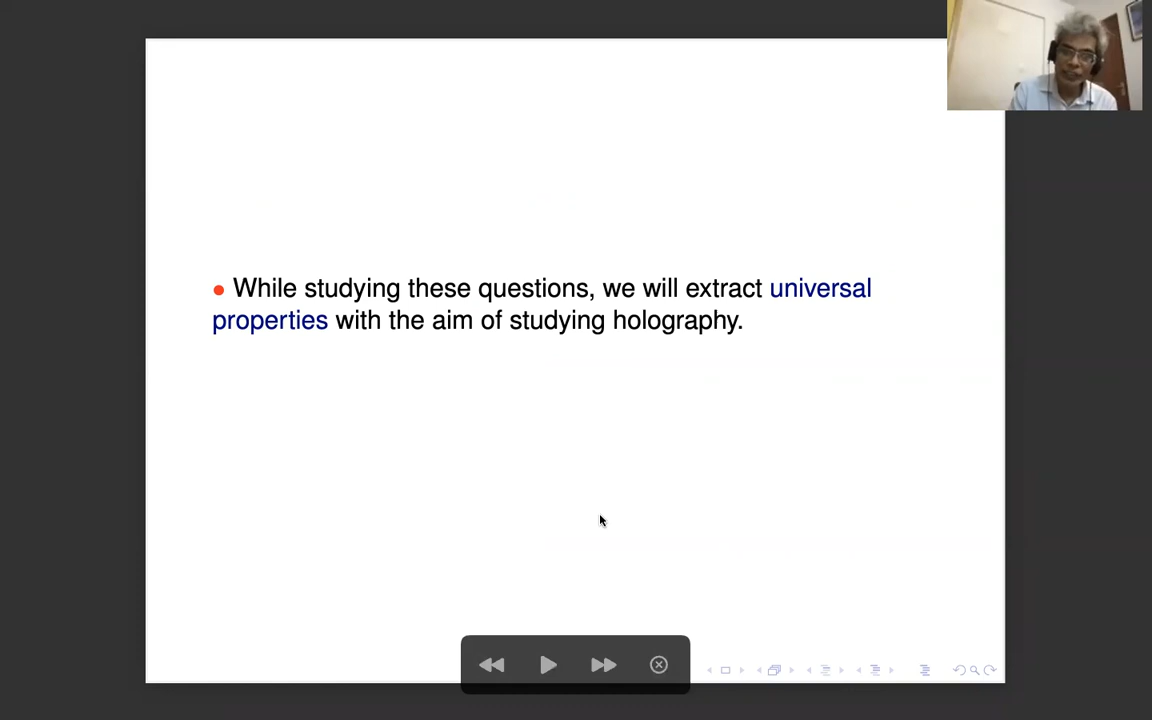 ● While studying these questions, we will extract universal
properties with the aim of studying holography.